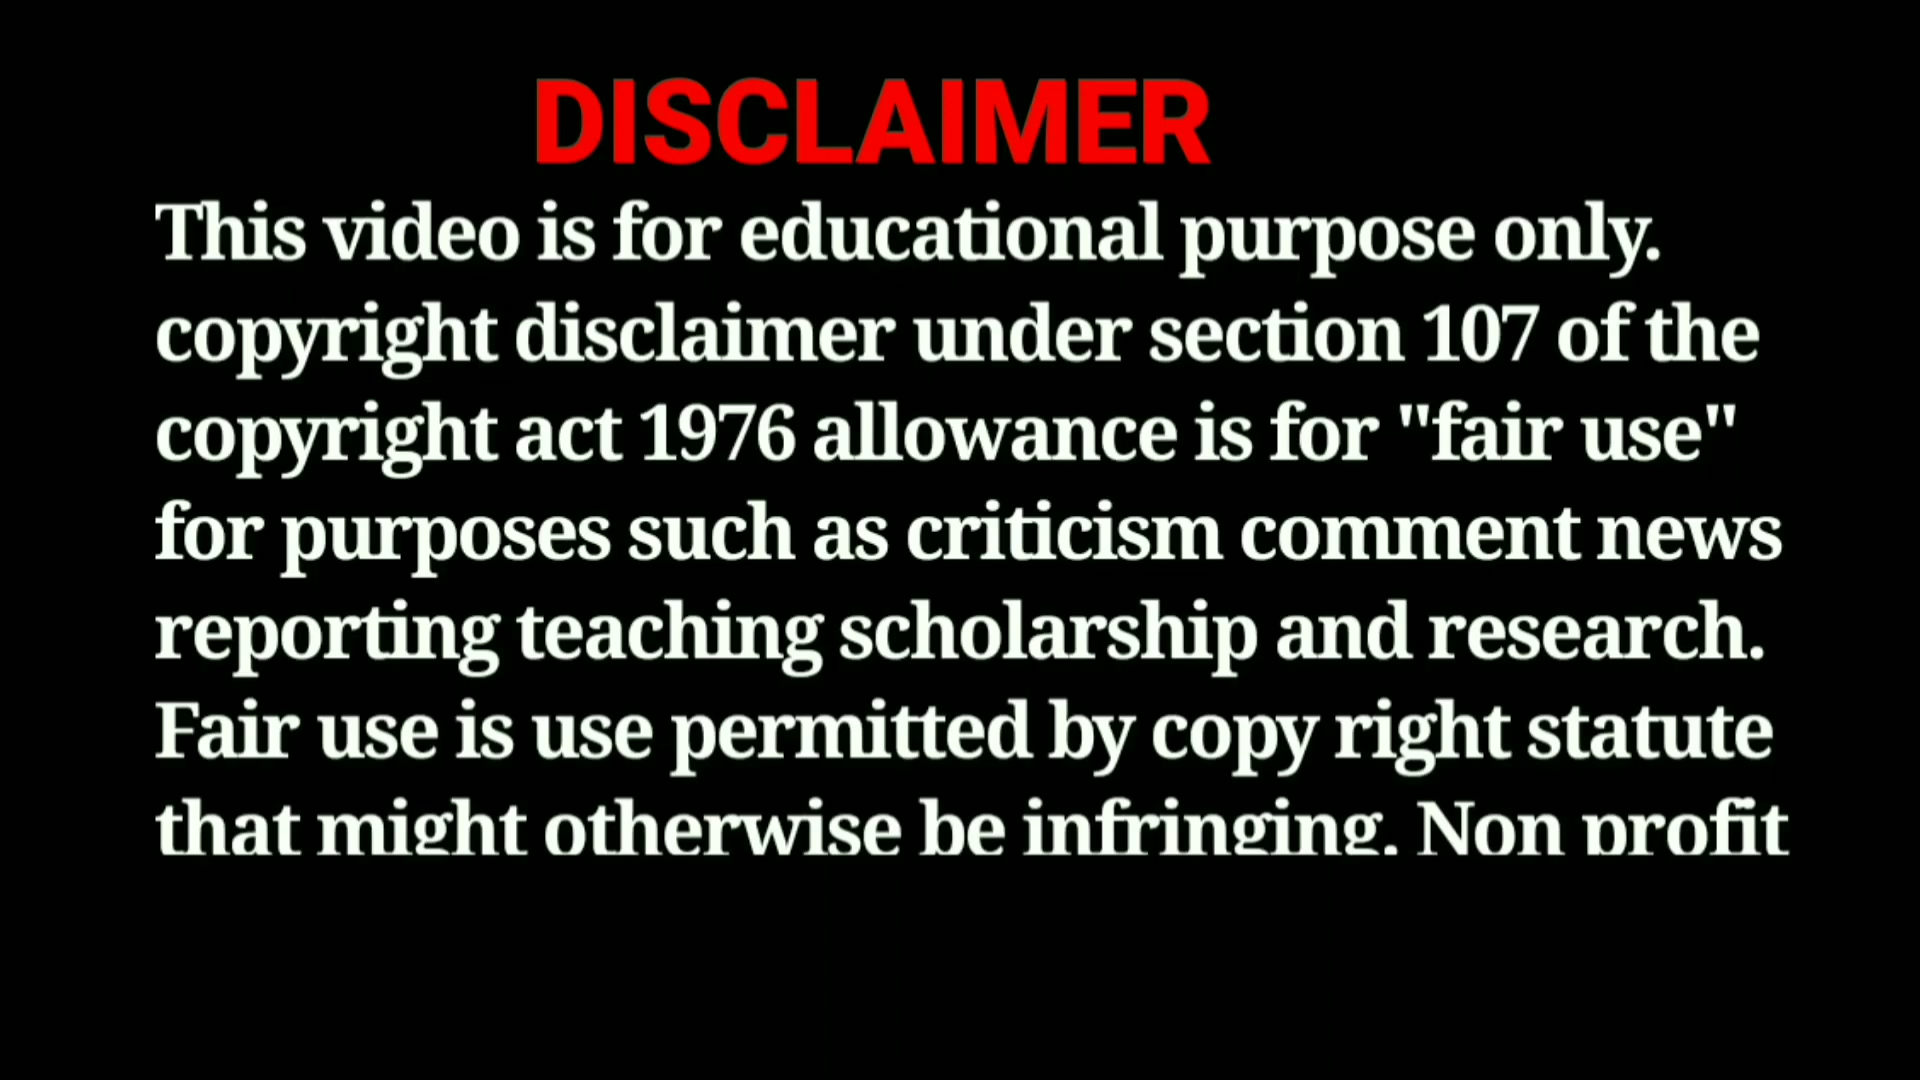 DISCLAIMER
This video is for educational purpose only.
copyright disclaimer under section 107 of the
copyright act 1976 allowance is for "fair use"
for purposes such as criticism comment news
reporting teaching scholarship and research.
Fair use is use permitted by copy right statute
that might otherwise be infringing. Non profit